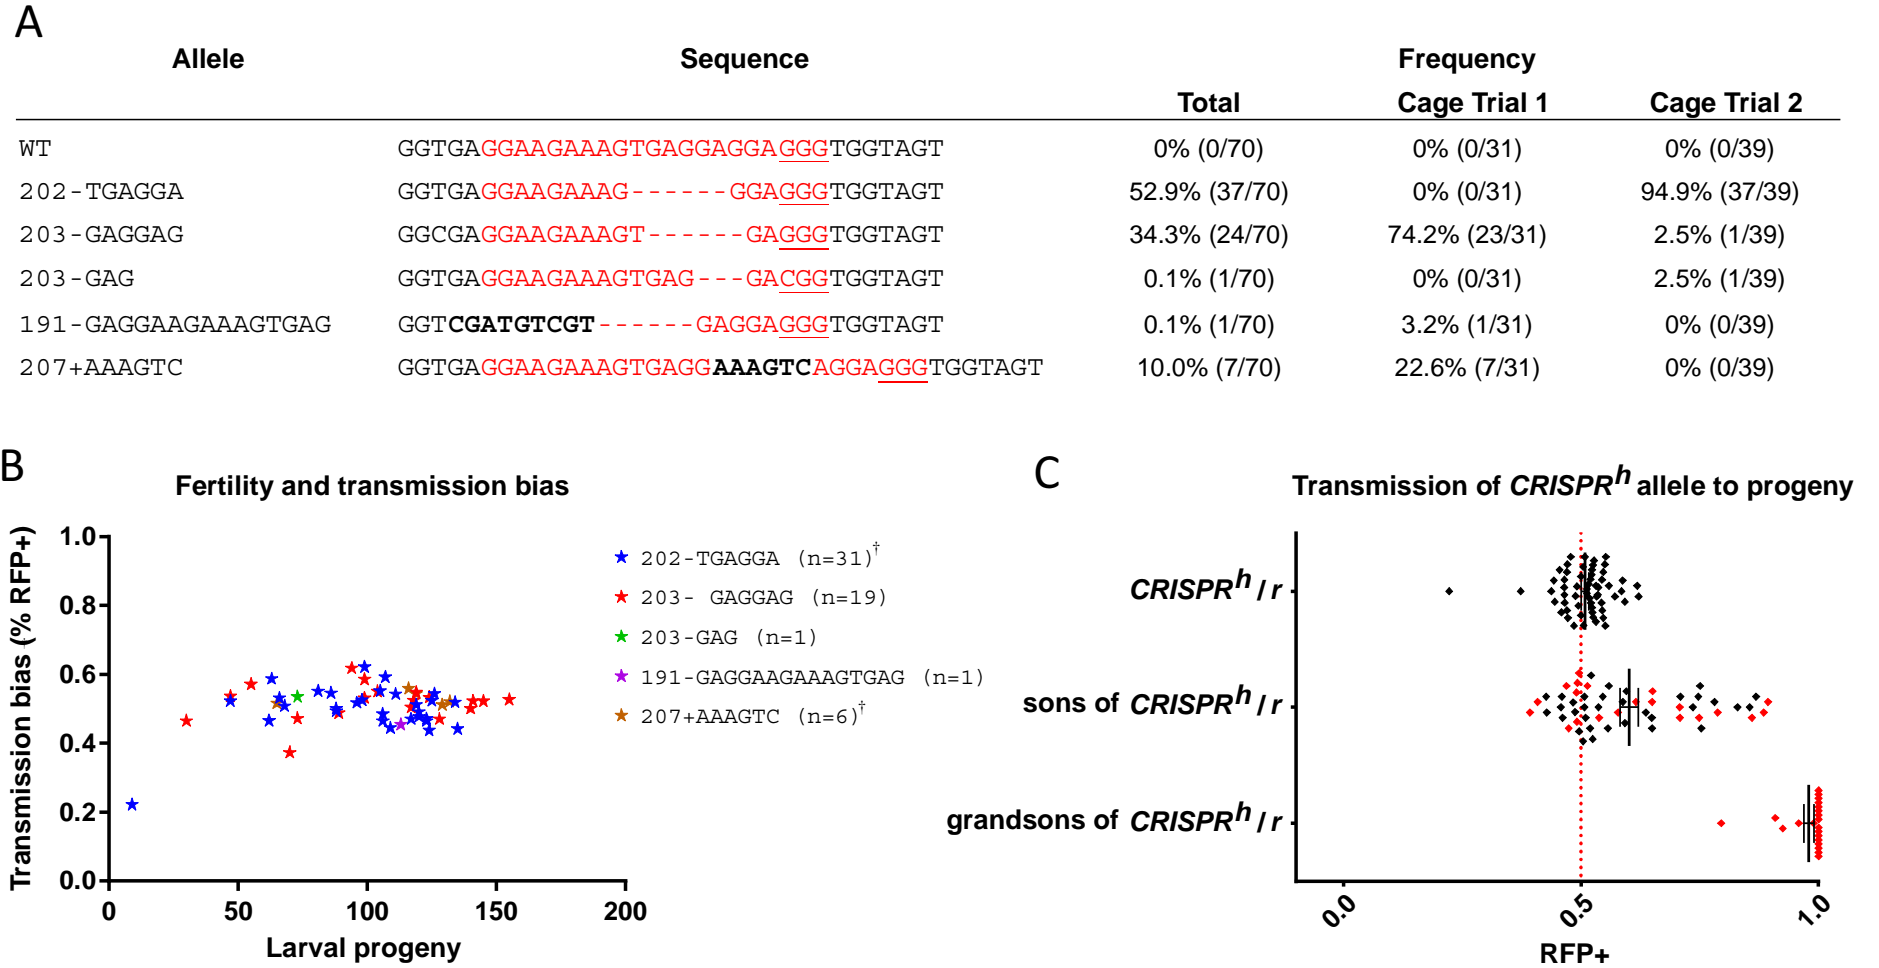 A
Allele Sequence Frequency
Total Cage Trial 1 Cage Trial 2
WT GGTGAGGAAGAAAGTGAGGAGGAGGGTGGTAGT 0% (0/70) 0% (0/31) 0% (0/39)
202-TGAGGA GGTGAGGAAGAAAG------GGAGGGTGGTAGT 52.9% (37/70) 0% (0/31) 94.9% (37/39)
203-GAGGAG GGCGAGGAAGAAAGT------GAGGGTGGTAGT 34.3% (24/70) 74.2% (23/31) 2.5% (1/39)
203-GAG GGTGAGGAAGAAAGTGAG---GACGGTGGTAGT 0.1% (1/70) 0% (0/31) 2.5% (1/39)
191-GAGGAAGAAAGTGAG GGTCGATGTCGT------GAGGAGGGTGGTAGT 0.1% (1/70) 3.2% (1/31) 0% (0/39)
207+AAAGTC GGTGAGGAAGAAAGTGAGGAAAGTCAGGAGGGTGGTAGT 10.0% (7/70) 22.6% (7/31) 0% (0/39)
B
Fertility and transmission bias
Transmission bias (% RFP+)
1.0
0.8
0.6
0.4
0.2
0.0
0 50 100 150 200
Larval progeny
202-TGAGGA (n=31)†
203- GAGGAG (n=19)
203-GAG (n=1)
191-GAGGAAGAAAGTGAG (n=1)
207+AAAGTC (n=6)†
C
Transmission of CRISPRʰ allele to progeny
CRISPRʰ/r
sons of CRISPRʰ/r
grandsons of CRISPRʰ/r
0.0 0.5 1.0
RFP+